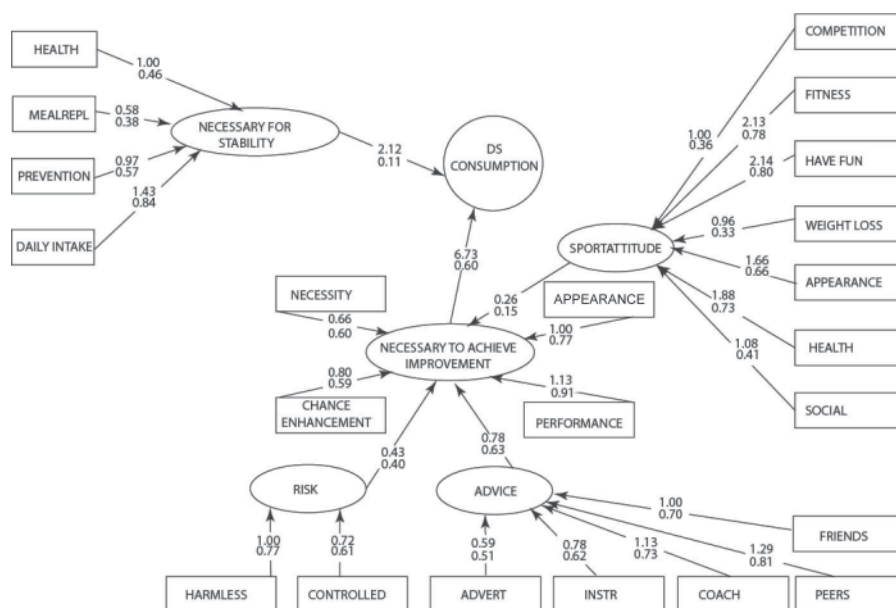 HEALTH
1.00
0.46
MEALREPL
0.58
0.38
PREVENTION
0.97
0.57
DAILY INTAKE
1.43
0.84
NECESSARY FOR
STABILITY
2.12
0.11
DS
CONSUMPTION
6.73
0.60
COMPETITION
1.00
0.36
FITNESS
2.13
0.78
HAVE FUN
2.14
0.80
WEIGHT LOSS
0.96
0.33
APPEARANCE
1.66
0.66
HEALTH
1.88
0.73
SOCIAL
1.08
0.41
SPORTATTITUDE
0.26
0.15
NECESSITY
0.66
0.60
APPEARANCE
1.00
0.77
NECESSARY TO ACHIEVE
IMPROVEMENT
0.80
0.59
CHANCE
ENHANCEMENT
1.13
0.91
PERFORMANCE
0.43
0.40
0.78
0.63
RISK
ADVICE
1.00
0.77
0.72
0.61
0.59
0.51
0.78
0.62
1.13
0.73
1.29
0.81
1.00
0.70
FRIENDS
HARMLESS
CONTROLLED
ADVERT
INSTR
COACH
PEERS